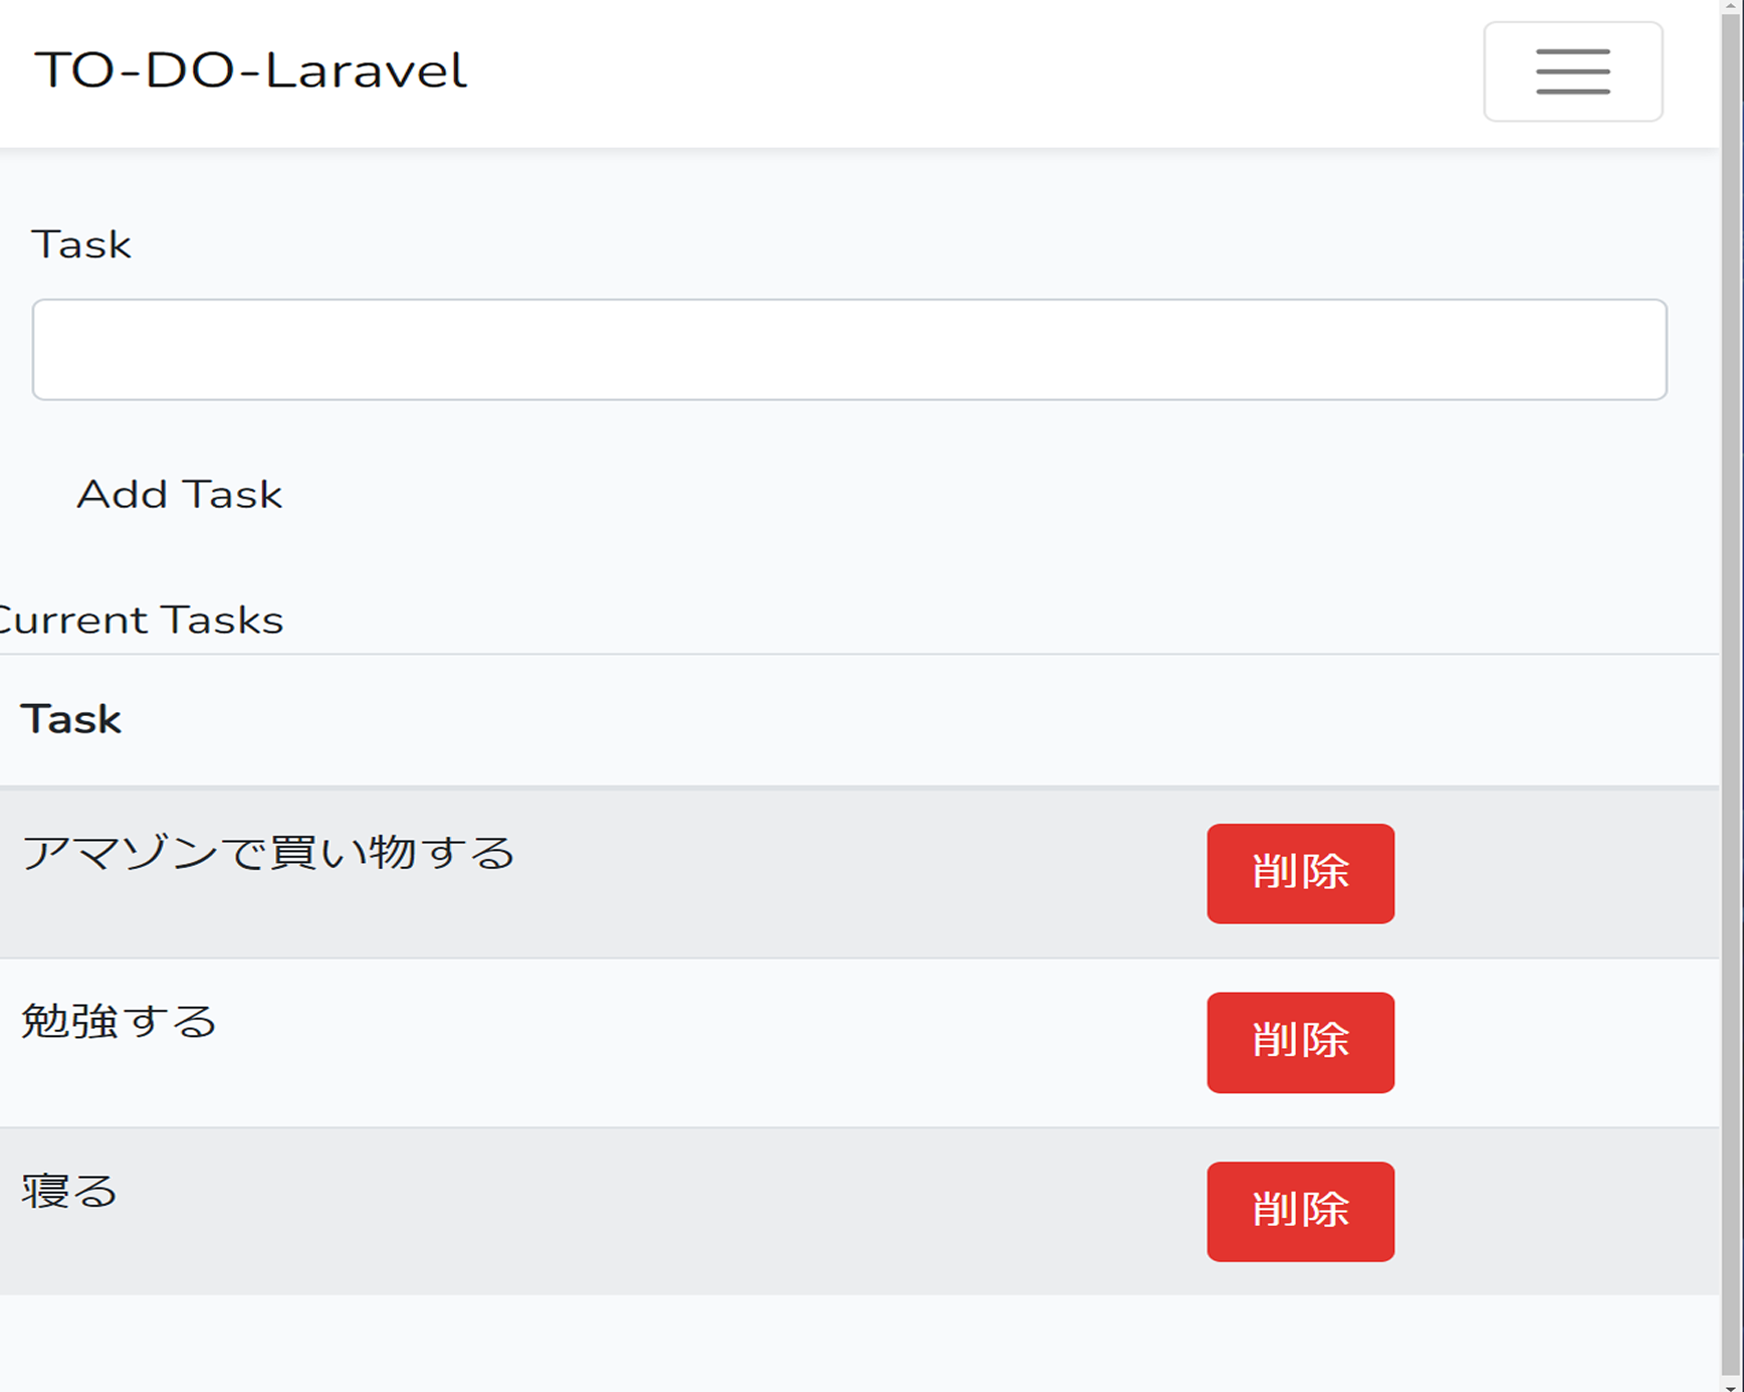 TO-DO-Laravel
Task
Add Task
Current Tasks
Task
アマゾンで買い物する 削除
勉強する 削除
寝る 削除